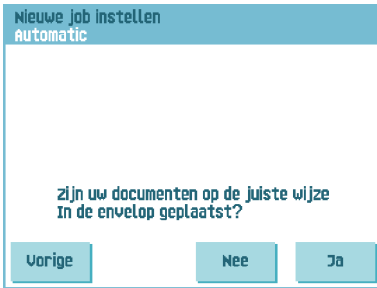 Nieuwe job instellen
Automatic
Zijn uw documenten op de juiste wijze
In de envelop geplaatst?
Vorige Nee Ja